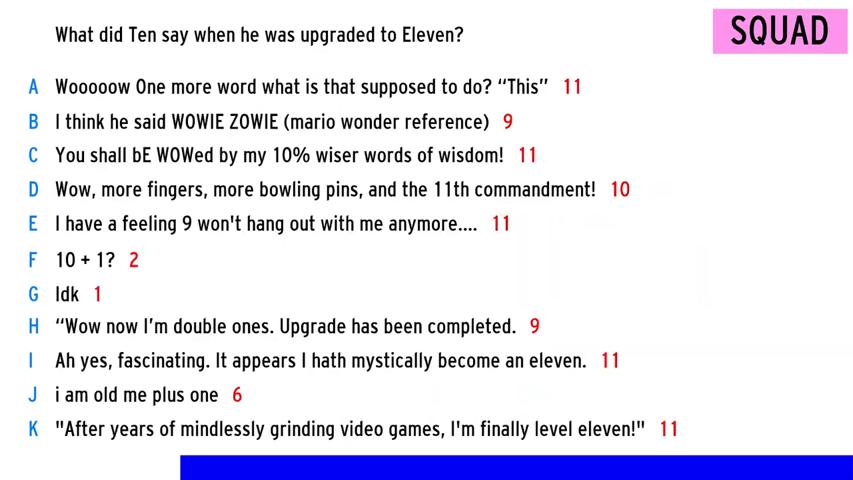 What did Ten say when he was upgraded to Eleven?
SQUAD
A Wooooow One more word what is that supposed to do? “This” 11
B I think he said WOWIE ZOWIE (mario wonder reference) 9
C You shall bE WOWed by my 10% wiser words of wisdom! 11
D Wow, more fingers, more bowling pins, and the 11th commandment! 10
E I have a feeling 9 won't hang out with me anymore.... 11
F 10 + 1? 2
G Idk 1
H “Wow now I’m double ones. Upgrade has been completed. 9
I Ah yes, fascinating. It appears I hath mystically become an eleven. 11
J i am old me plus one 6
K "After years of mindlessly grinding video games, I'm finally level eleven!" 11